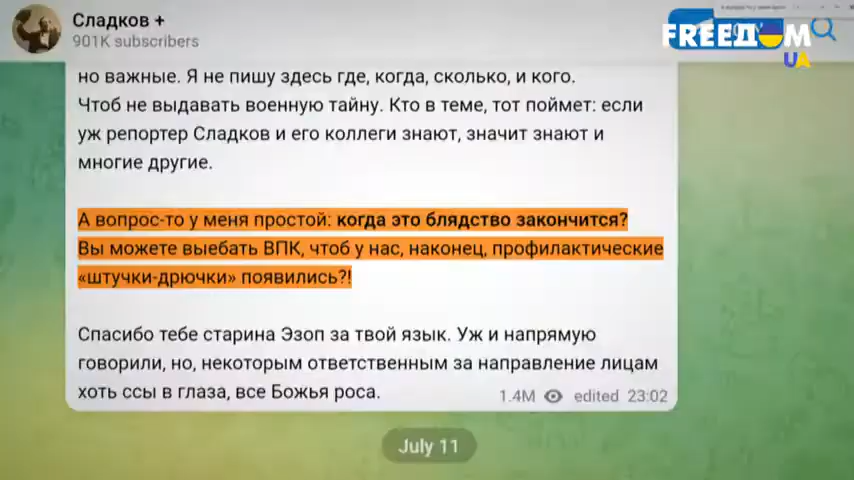 Сладков +
901K subscribers
FREEDOM
UA
но важные. Я не пишу здесь где, когда, сколько, и кого.
Чтоб не выдавать военную тайну. Кто в теме, тот поймет: если
уж репортер Сладков и его коллеги знают, значит знают и
многие другие.
А вопрос-то у меня простой: когда это блядство закончится?
Вы можете выебать ВПК, чтоб у нас, наконец, профилактические
«штучки-дрючки» появились?!
Спасибо тебе старина Эзоп за твой язык. Уж и напрямую
говорили, но, некоторым ответственным за направление лицам
хоть ссы в глаза, все Божья роса.
1.4M edited 23:02
July 11